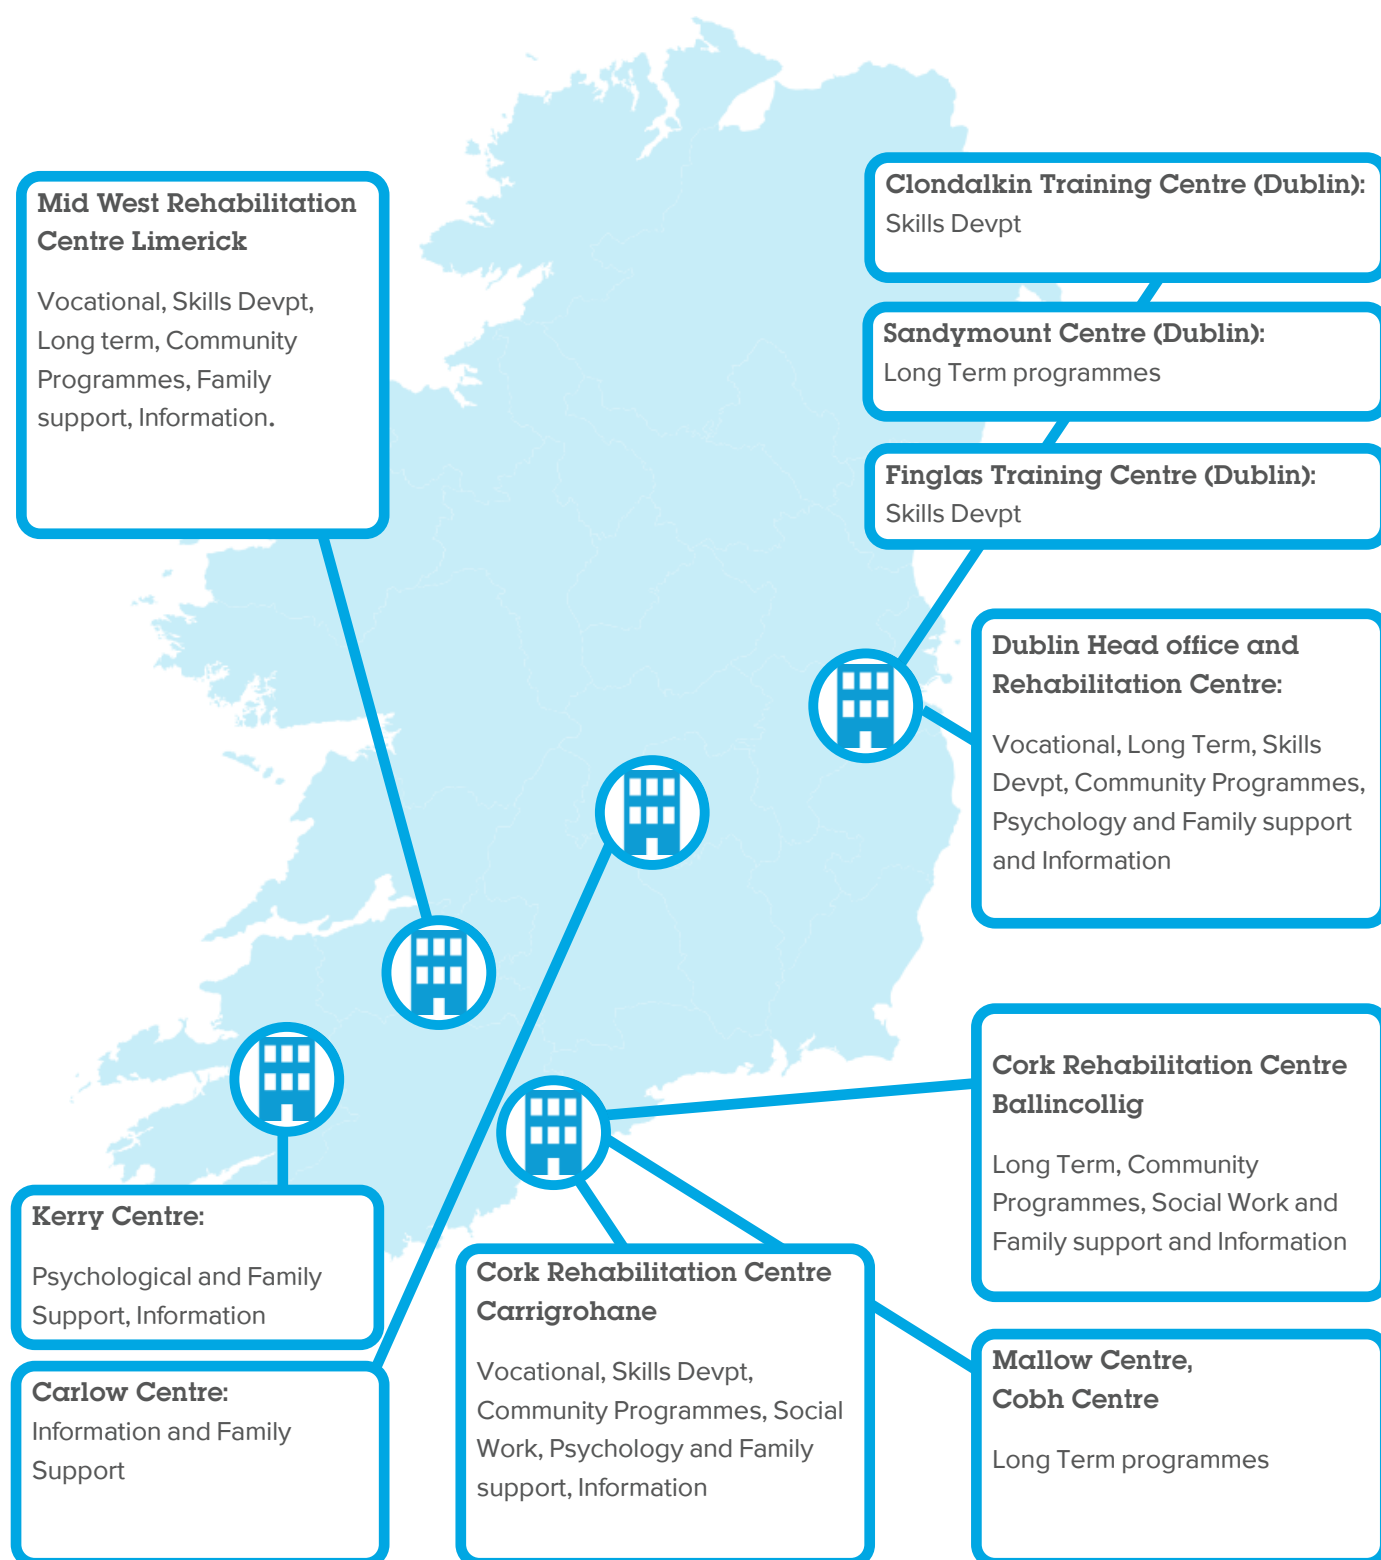 Mid West Rehabilitation
Centre Limerick
Vocational, Skills Devpt,
Long term, Community
Programmes, Family
support, Information.
Clondalkin Training Centre (Dublin):
Skills Devpt
Sandymount Centre (Dublin):
Long Term programmes
Finglas Training Centre (Dublin):
Skills Devpt
Dublin Head office and
Rehabilitation Centre:
Vocational, Long Term, Skills
Devpt, Community Programmes,
Psychology and Family support
and Information
Cork Rehabilitation Centre
Ballincollig
Long Term, Community
Programmes, Social Work and
Family support and Information
Kerry Centre:
Psychological and Family
Support, Information
Carlow Centre:
Information and Family
Support
Cork Rehabilitation Centre
Carrigrohane
Vocational, Skills Devpt,
Community Programmes, Social
Work, Psychology and Family
support, Information
Mallow Centre,
Cobh Centre
Long Term programmes